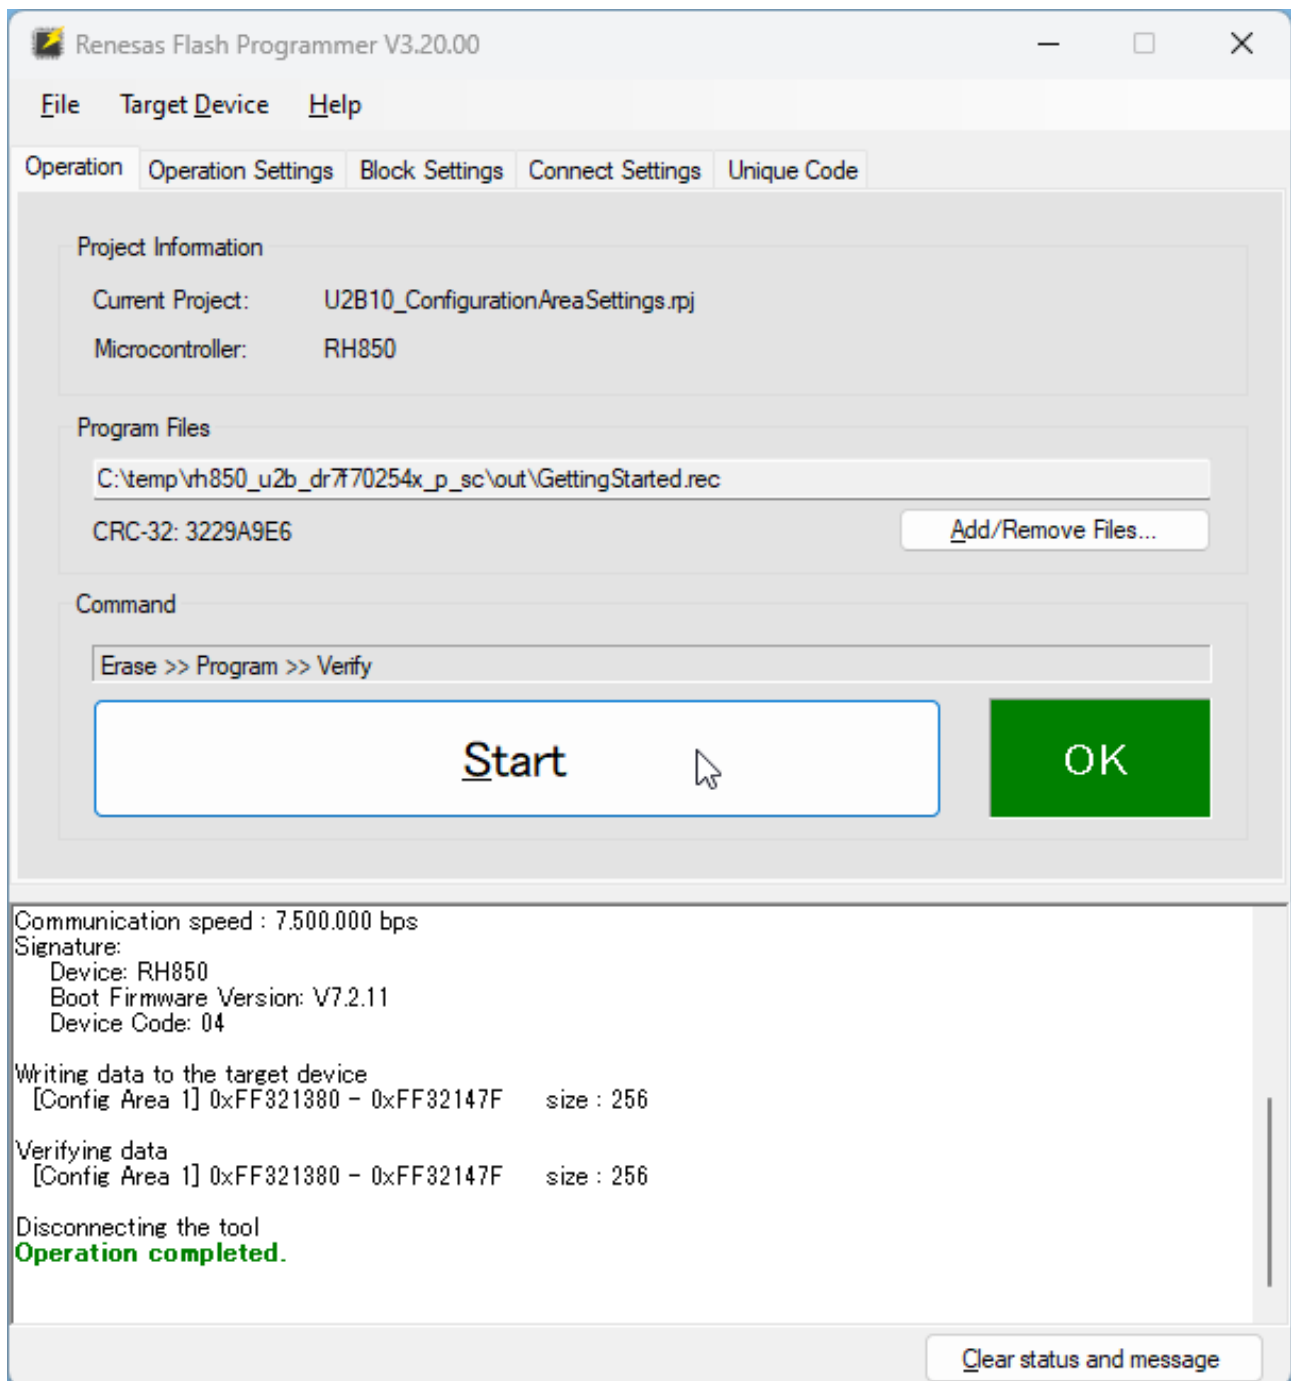 Renesas Flash Programmer V3.20.00
File Target Device Help
Operation Operation Settings Block Settings Connect Settings Unique Code
Project Information
Current Project: U2B10_ConfigurationAreaSettings.rpj
Microcontroller: RH850
Program Files
C:\temp\rh850_u2b_dr7f70254x_p_sc\out\GettingStarted.rec
CRC-32: 3229A9E6
Add/Remove Files...
Command
Erase >> Program >> Verify
Start
OK
Communication speed : 7.500.000 bps
Signature:
Device: RH850
Boot Firmware Version: V7.2.11
Device Code: 04
Writing data to the target device
[Config Area 1] 0xFF321380 - 0xFF32147F size : 256
Verifying data
[Config Area 1] 0xFF321380 - 0xFF32147F size : 256
Disconnecting the tool
Operation completed.
Clear status and message